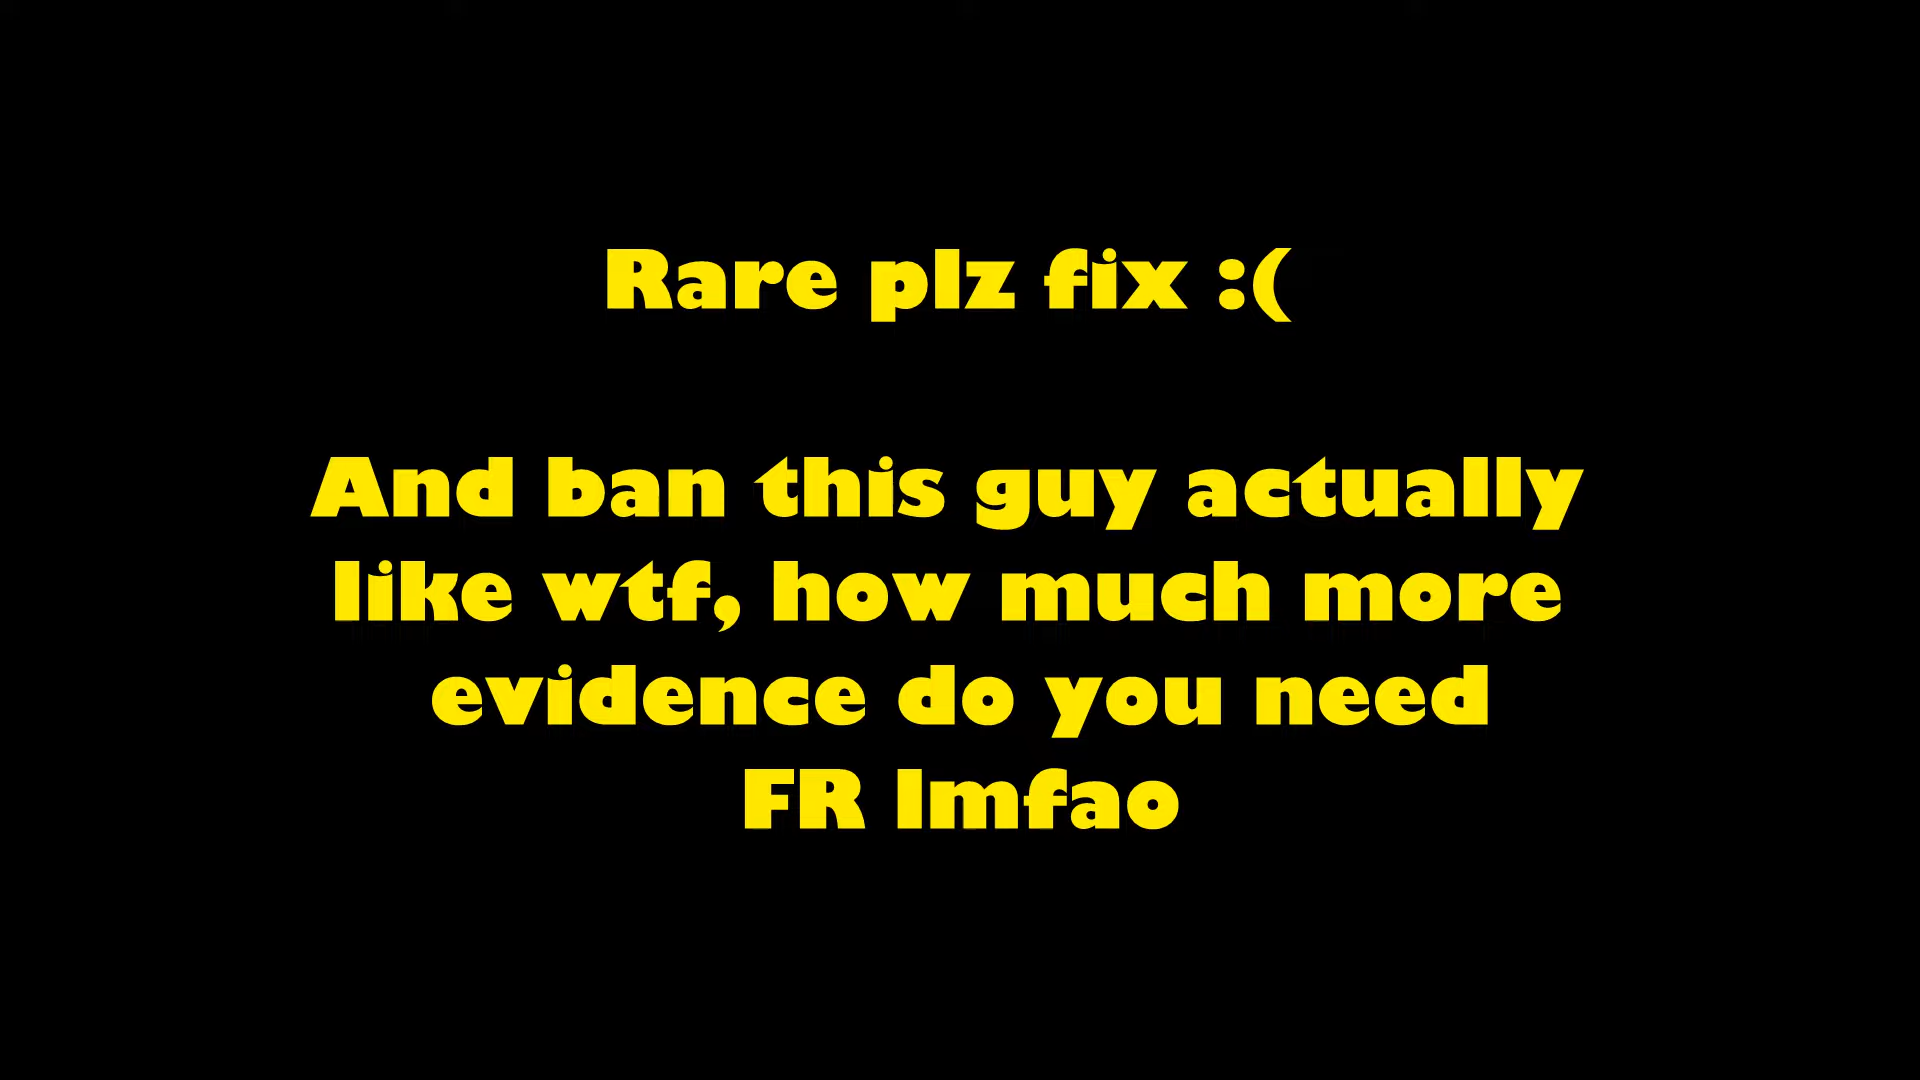 Rare plz fix :(
And ban this guy actually
like wtf, how much more
evidence do you need
FR lmfao